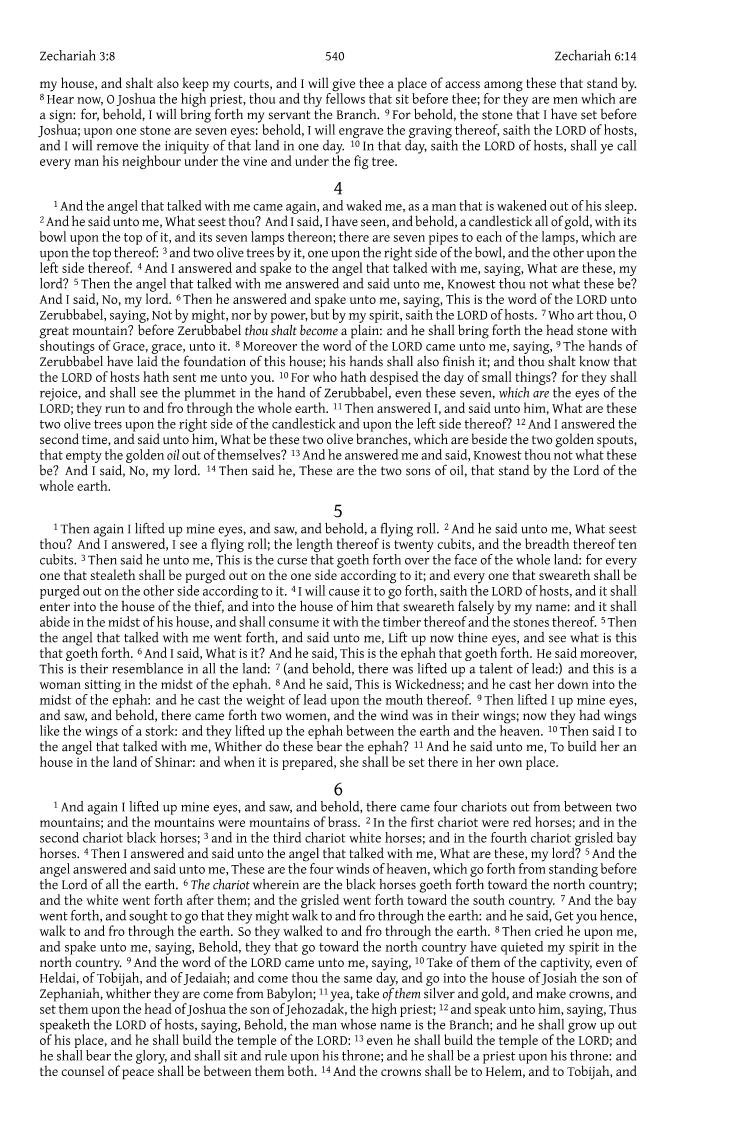 Zechariah 3:8 540 Zechariah 6:14
my house, and shalt also keep my courts, and I will give thee a place of access among these that stand by.
8 Hear now, O Joshua the high priest, thou and thy fellows that sit before thee; for they are men which are
a sign: for, behold, I will bring forth my servant the Branch. 9 For behold, the stone that I have set before
Joshua; upon one stone are seven eyes: behold, I will engrave the graving thereof, saith the LORD of hosts,
and I will remove the iniquity of that land in one day. 10 In that day, saith the LORD of hosts, shall ye call
every man his neighbour under the vine and under the fig tree.
4
1 And the angel that talked with me came again, and waked me, as a man that is wakened out of his sleep.
2 And he said unto me, What seest thou? And I said, I have seen, and behold, a candlestick all of gold, with its
bowl upon the top of it, and its seven lamps thereon; there are seven pipes to each of the lamps, which are
upon the top thereof: 3 and two olive trees by it, one upon the right side of the bowl, and the other upon the
left side thereof. 4 And I answered and spake to the angel that talked with me, saying, What are these, my
lord? 5 Then the angel that talked with me answered and said unto me, Knowest thou not what these be?
And I said, No, my lord. 6 Then he answered and spake unto me, saying, This is the word of the LORD unto
Zerubbabel, saying, Not by might, nor by power, but by my spirit, saith the LORD of hosts. 7 Who art thou, O
great mountain? before Zerubbabel thou shalt become a plain: and he shall bring forth the head stone with
shoutings of Grace, grace, unto it. 8 Moreover the word of the LORD came unto me, saying, 9 The hands of
Zerubbabel have laid the foundation of this house; his hands shall also finish it; and thou shalt know that
the LORD of hosts hath sent me unto you. 10 For who hath despised the day of small things? for they shall
rejoice, and shall see the plummet in the hand of Zerubbabel, even these seven, which are the eyes of the
LORD; they run to and fro through the whole earth. 11 Then answered I, and said unto him, What are these
two olive trees upon the right side of the candlestick and upon the left side thereof? 12 And I answered the
second time, and said unto him, What be these two olive branches, which are beside the two golden spouts,
that empty the golden oil out of themselves? 13 And he answered me and said, Knowest thou not what these
be? And I said, No, my lord. 14 Then said he, These are the two sons of oil, that stand by the Lord of the
whole earth.
5
1 Then again I lifted up mine eyes, and saw, and behold, a flying roll. 2 And he said unto me, What seest
thou? And I answered, I see a flying roll; the length thereof is twenty cubits, and the breadth thereof ten
cubits. 3 Then said he unto me, This is the curse that goeth forth over the face of the whole land: for every
one that stealeth shall be purged out on the one side according to it; and every one that sweareth shall be
purged out on the other side according to it. 4 I will cause it to go forth, saith the LORD of hosts, and it shall
enter into the house of the thief, and into the house of him that sweareth falsely by my name: and it shall
abide in the midst of his house, and shall consume it with the timber thereof and the stones thereof. 5 Then
the angel that talked with me went forth, and said unto me, Lift up now thine eyes, and see what is this
that goeth forth. 6 And I said, What is it? And he said, This is the ephah that goeth forth. He said moreover,
This is their resemblance in all the land: 7 (and behold, there was lifted up a talent of lead:) and this is a
woman sitting in the midst of the ephah. 8 And he said, This is Wickedness; and he cast her down into the
midst of the ephah: and he cast the weight of lead upon the mouth thereof. 9 Then lifted I up mine eyes,
and saw, and behold, there came forth two women, and the wind was in their wings; now they had wings
like the wings of a stork: and they lifted up the ephah between the earth and the heaven. 10 Then said I to
the angel that talked with me, Whither do these bear the ephah? 11 And he said unto me, To build her an
house in the land of Shinar: and when it is prepared, she shall be set there in her own place.
6
1 And again I lifted up mine eyes, and saw, and behold, there came four chariots out from between two
mountains; and the mountains were mountains of brass. 2 In the first chariot were red horses; and in the
second chariot black horses; 3 and in the third chariot white horses; and in the fourth chariot grisled bay
horses. 4 Then I answered and said unto the angel that talked with me, What are these, my lord? 5 And the
angel answered and said unto me, These are the four winds of heaven, which go forth from standing before
the Lord of all the earth. 6 The chariot wherein are the black horses goeth forth toward the north country;
and the white went forth after them; and the grisled went forth toward the south country. 7 And the bay
went forth, and sought to go that they might walk to and fro through the earth: and he said, Get you hence,
walk to and fro through the earth. So they walked to and fro through the earth. 8 Then cried he upon me,
and spake unto me, saying, Behold, they that go toward the north country have quieted my spirit in the
north country. 9 And the word of the LORD came unto me, saying, 10 Take of them of the captivity, even of
Heldai, of Tobijah, and of Jedaiah; and come thou the same day, and go into the house of Josiah the son of
Zephaniah, whither they are come from Babylon; 11 yea, take of them silver and gold, and make crowns, and
set them upon the head of Joshua the son of Jehozadak, the high priest; 12 and speak unto him, saying, Thus
speaketh the LORD of hosts, saying, Behold, the man whose name is the Branch; and he shall grow up out
of his place, and he shall build the temple of the LORD: 13 even he shall build the temple of the LORD; and
he shall bear the glory, and shall sit and rule upon his throne; and he shall be a priest upon his throne: and
the counsel of peace shall be between them both. 14 And the crowns shall be to Helem, and to Tobijah, and